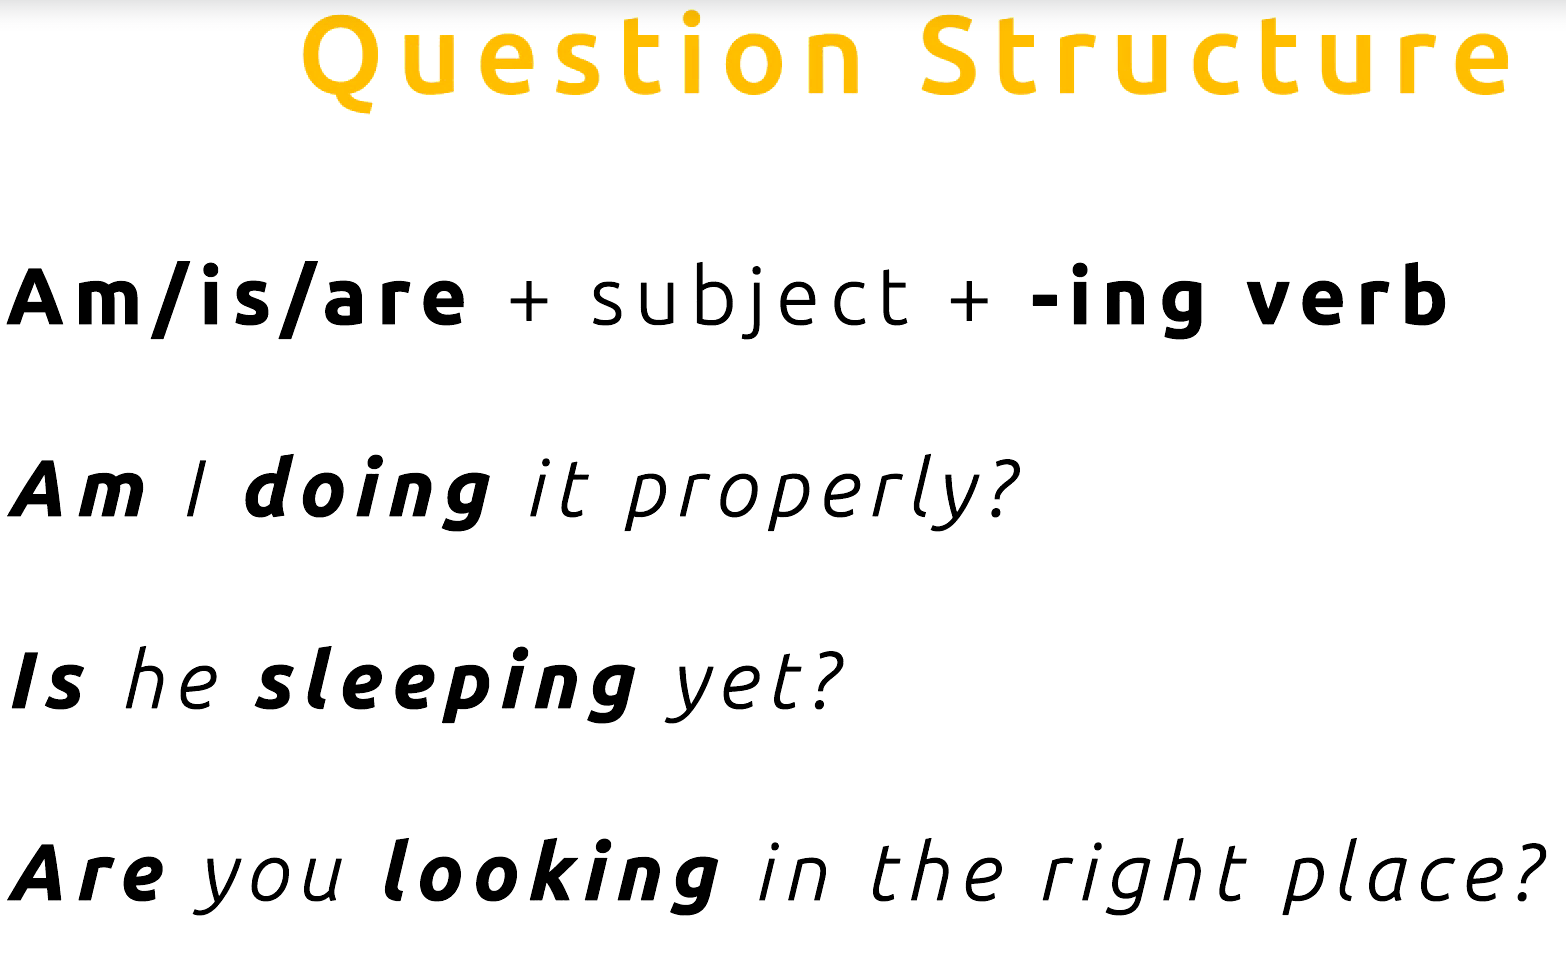 Question Structure
Am/is/are + subject + -ing verb
Am I doing it properly?
Is he sleeping yet?
Are you looking in the right place?